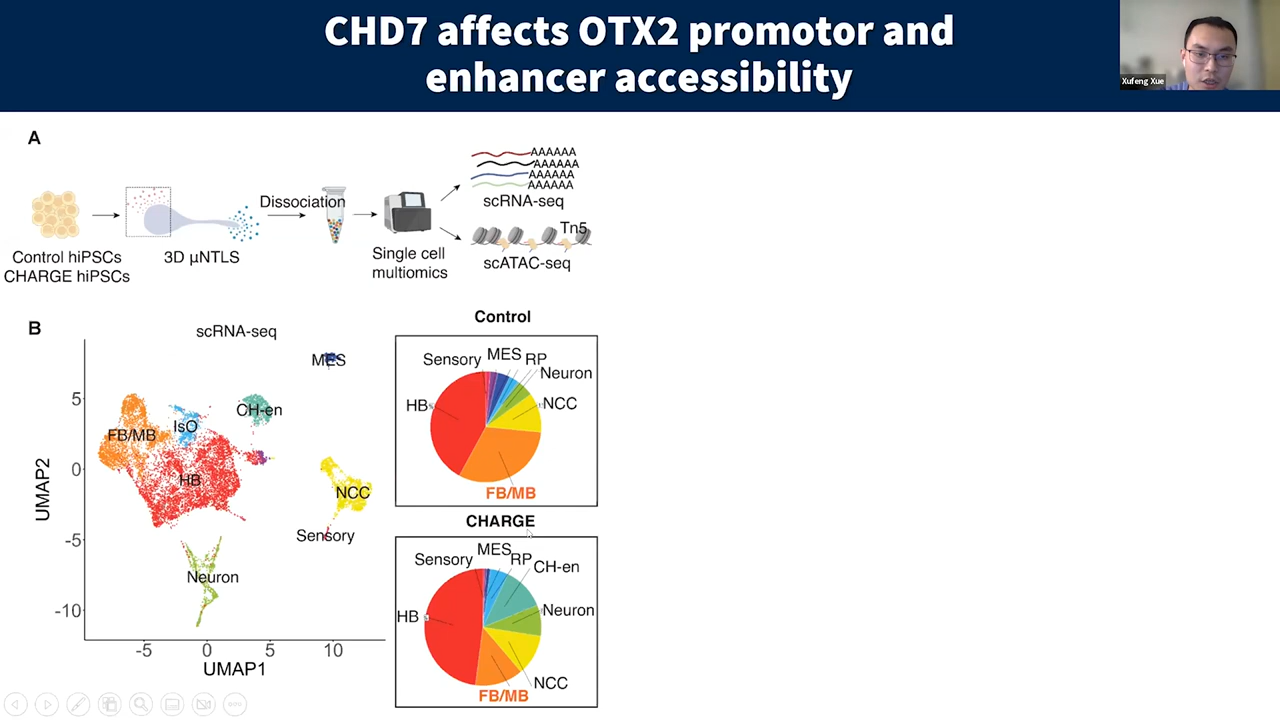 CHD7 affects OTX2 promotor and
enhancer accessibility
Xufeng Xue
A
Control hiPSCs
CHARGE hiPSCs
3D µNTLS
Dissociation
Single cell
multiomics
AAAAAA
AAAAAA
AAAAAA
AAAAAA
scRNA-seq
Tn5
scATAC-seq
B
scRNA-seq
MES
CH-en
IsO
FB/MB
HB
NCC
Sensory
Neuron
5
0
-5
-10
UMAP2
-5
0
5
10
UMAP1
Control
Sensory
MES
RP
Neuron
HB
NCC
FB/MB
CHARGE
Sensory
MES
RP
CH-en
HB
Neuron
NCC
FB/MB